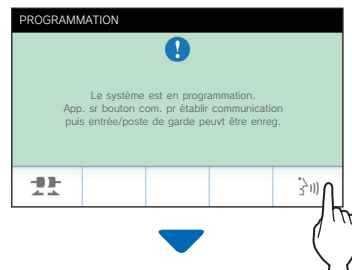 PROGRAMMATION
Le système est en programmation.
App. sr bouton com. pr établir communication
puis entrée/poste de garde peuvt être enreg.